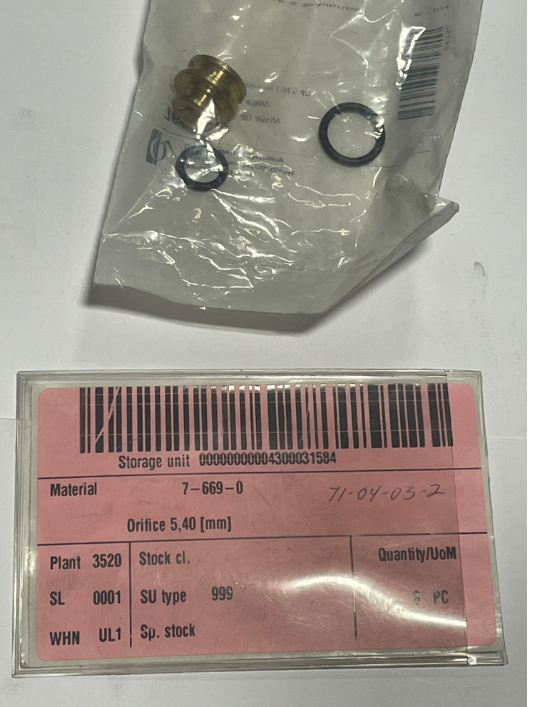 Storage unit 00000000004300031584
Material 7-669-0 71-04-03-2
Orifice 5,40 [mm]
Plant 3520 Stock cl. Quantity/UoM
SL 0001 SU type 999 PC
WHN UL1 Sp. stock